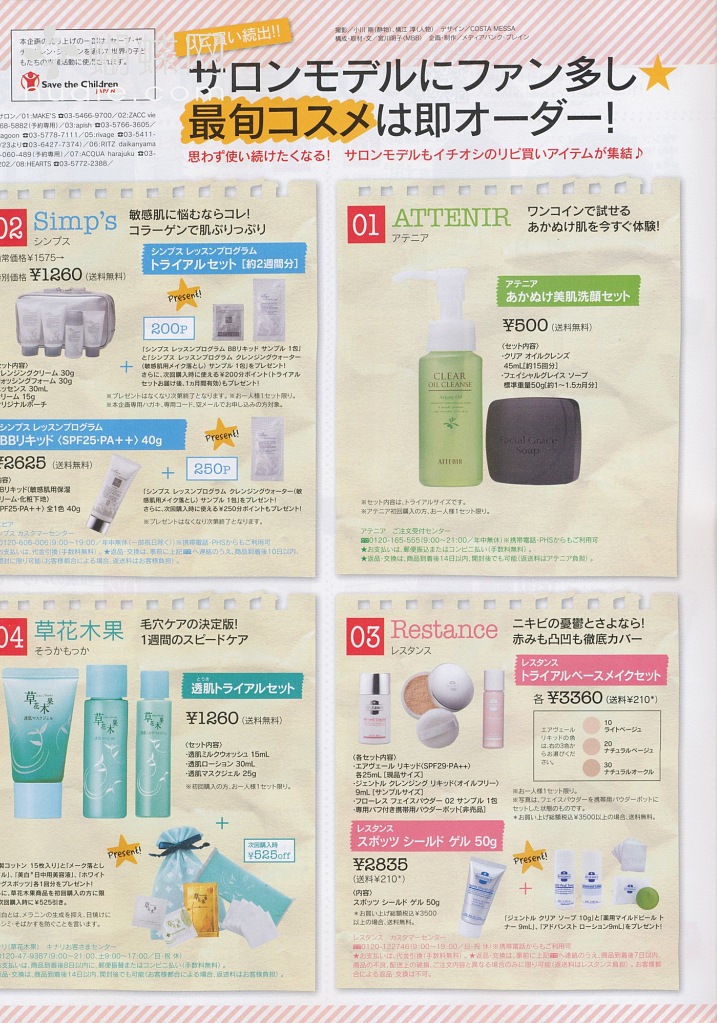 本企画の売り上げの一部は、セーブ・ザ・
チルドレン・ジャパンを通じた世界の子ど
もたちの支援活動に使用されます。
Save the Children
JAPAN
買い続出!!
撮影／小川 剛(静物)、横江 淳(人物)　デザイン／COSTA MESSA
構成・取材・文／宮川明子(MBB)　企画・制作／メディアバンク・ブレイン
サロンモデルにファン多し★
最旬コスメは即オーダー!
思わず使い続けたくなる!　サロンモデルもイチオシのリピ買いアイテムが集結♪
サロン／01:MAKE'S ☎03-5466-9700／02:ZACC vie
68-5882(予約専用)／03:apish ☎03-5766-3605／
agoon ☎03-5778-7111／05:rivage ☎03-5411-
／23より☎03-6427-7374)／06:RITZ daikanyama
-060-489(予約専用)／07:ACQUA harajuku ☎03-
202／08:HEARTS ☎03-5772-2388／
01 ATTENIR
アテニア
ワンコインで試せる
あかぬけ肌を今すぐ体験!
アテニア
あかぬけ美肌洗顔セット
¥500 (送料無料)
〈セット内容〉
・クリア オイルクレンズ
45mL[約15回分]
・フェイシャルグレイス ソープ
標準重量50g[約1〜1.5ヵ月分]
CLEAR
OIL CLEANSE
Argan Oil
ATTENIR
Facial Grace
Soap
※セット内容は、トライアルサイズです。
※アテニア初回購入の方、お一人様1セット限り。
アテニア　ご注文受付センター
0120-165-555(9:00〜21:00／年中無休)※携帯電話・PHSからもご利用可
★お支払いは、郵便振込またはコンビニ払い(手数料無料)。
★返品・交換は、商品到着後14日以内、開封後でも可能(返送料はアテニア負担)。
02 Simp's
シンプス
敏感肌に悩むならコレ!
コラーゲンで肌ぷりっぷり
通常価格¥1575→
特別価格 ¥1260 (送料無料)
シンプス レッスンプログラム
トライアルセット [約2週間分]
Present!
200P
セット内容〉
クレンジングクリーム 30g
ウォッシングフォーム 30g
ッセンス 30mL
リーム 15g
オリジナルポーチ
+
「シンプス レッスンプログラム BBリキッド サンプル 1包」
と「シンプス レッスンプログラム クレンジングウォーター
(敏感肌用メイク落とし) サンプル 1包」をプレゼント!
さらに、次回購入時に使える¥200分ポイント(トライアル
セットお届け後、1ヵ月間有効)もプレゼント!
※プレゼントはなくなり次第終了となります。※お一人様1セット限り。
※本企画専用ハガキ、専用コード、空メールでお申し込みの方対象。
シンプス レッスンプログラム
BBリキッド〈SPF25・PA++〉40g
¥2625 (送料無料)
Present!
+
250P
内容〉
BBリキッド(敏感肌用保湿
クリーム・化粧下地)
SPF25・PA++〉全1色 40g
「シンプス レッスンプログラム クレンジングウォーター(敏
感肌用メイク落とし) サンプル 1包」をプレゼント!
さらに、次回購入時に使える¥250分ポイントもプレゼント!
※プレゼントはなくなり次第終了となります。
シンプス カスタマーセンター
0120-606-006(9:00〜19:00／年中無休(一部祝日除く))※携帯電話・PHSからもご利用可
お支払いは、代金引換(手数料無料)。★返品・交換は、事前に上記へ連絡のうえ、商品到着後10日以内、
開封に限り可能(お客様都合による場合、返送料はお客様負担)。
03 Restance
レスタンス
ニキビの憂鬱とさよなら!
赤みも凸凹も徹底カバー
レスタンス
トライアルベースメイクセット
各 ¥3360 (送料¥210*)
エアヴェール
リキッドの色
は、右の3色か
らお選びくだ
さい。
10
ライトベージュ
20
ナチュラルベージュ
30
ナチュラルオークル
〈各セット内容〉
・エアヴェール リキッド〈SPF29・PA++〉
各25mL [現品サイズ]
・ジェントル クレンジング リキッド(オイルフリー)
9mL [サンプルサイズ]
・フローレス フェイスパウダー 02 サンプル 1包
・専用パフ付き携帯用パウダーポット[非売品]
※お一人様1セット限り。
※写真は、フェイスパウダーを携帯用パウダーポットに
セットした状態のものです。
＊お買い上げ総額税込¥3500以上の場合、送料無料。
レスタンス
スポッツ シールド ゲル 50g
¥2835
(送料¥210*)
〈内容〉
スポッツ シールド ゲル 50g
＊お買い上げ総額税込¥3500
以上の場合、送料無料。
Present!
+
「ジェントル クリア ソープ 10g」と「薬用マイルドピール ト
ナー 9mL」、「アドバンスト ローション9mL」をプレゼント!
レスタンス　カスタマーセンター
0120-122746(9:00〜19:00／日・祝 休)※携帯電話からもご利用可
★お支払いは、代金引換(手数料無料)。★返品・交換は、事前に上記へ連絡のうえ、商品到着後7日以内、
商品の不良、配送上の破損、ご注文内容と異なる場合のみに限り可能(返送料はレスタンス負担)。お客様都
合による返品・交換は不可。
04 草花木果
そうかもっか
毛穴ケアの決定版!
1週間のスピードケア
とうき
透肌トライアルセット
¥1260 (送料無料)
〈セット内容〉
・透肌ミルクウォッシュ 15mL
・透肌ローション 30mL
・透肌マスクジェル 25g
※初回購入の方、お一人様1セット限り。
草花木果
透肌マスクジェル
+
Present!
次回購入時
¥525off
製コットン 15枚入り」と「メーク落とし
ル」、「美白*日中用美容液」、「ホワイト
ングスポッツ」各1回分をプレゼント!
ら、草花木果商品を初回購入の方に限
回購入時に¥525引き。
白とは、メラニンの生成を抑え、日焼けに
シミ・そばかすを防ぐことを言います。
リ(草花木果)　キナリお客さまセンター
0120-47-9387(9:00〜21:00、土9:00〜17:00／日・祝 休)
お支払いは、商品到着後8日以内に、郵便振替またはコンビニ払い(手数料無料)。
返品・交換は、商品到着後14日以内、開封後でも可能(お客様都合による場合、返送料はお客様負担)。